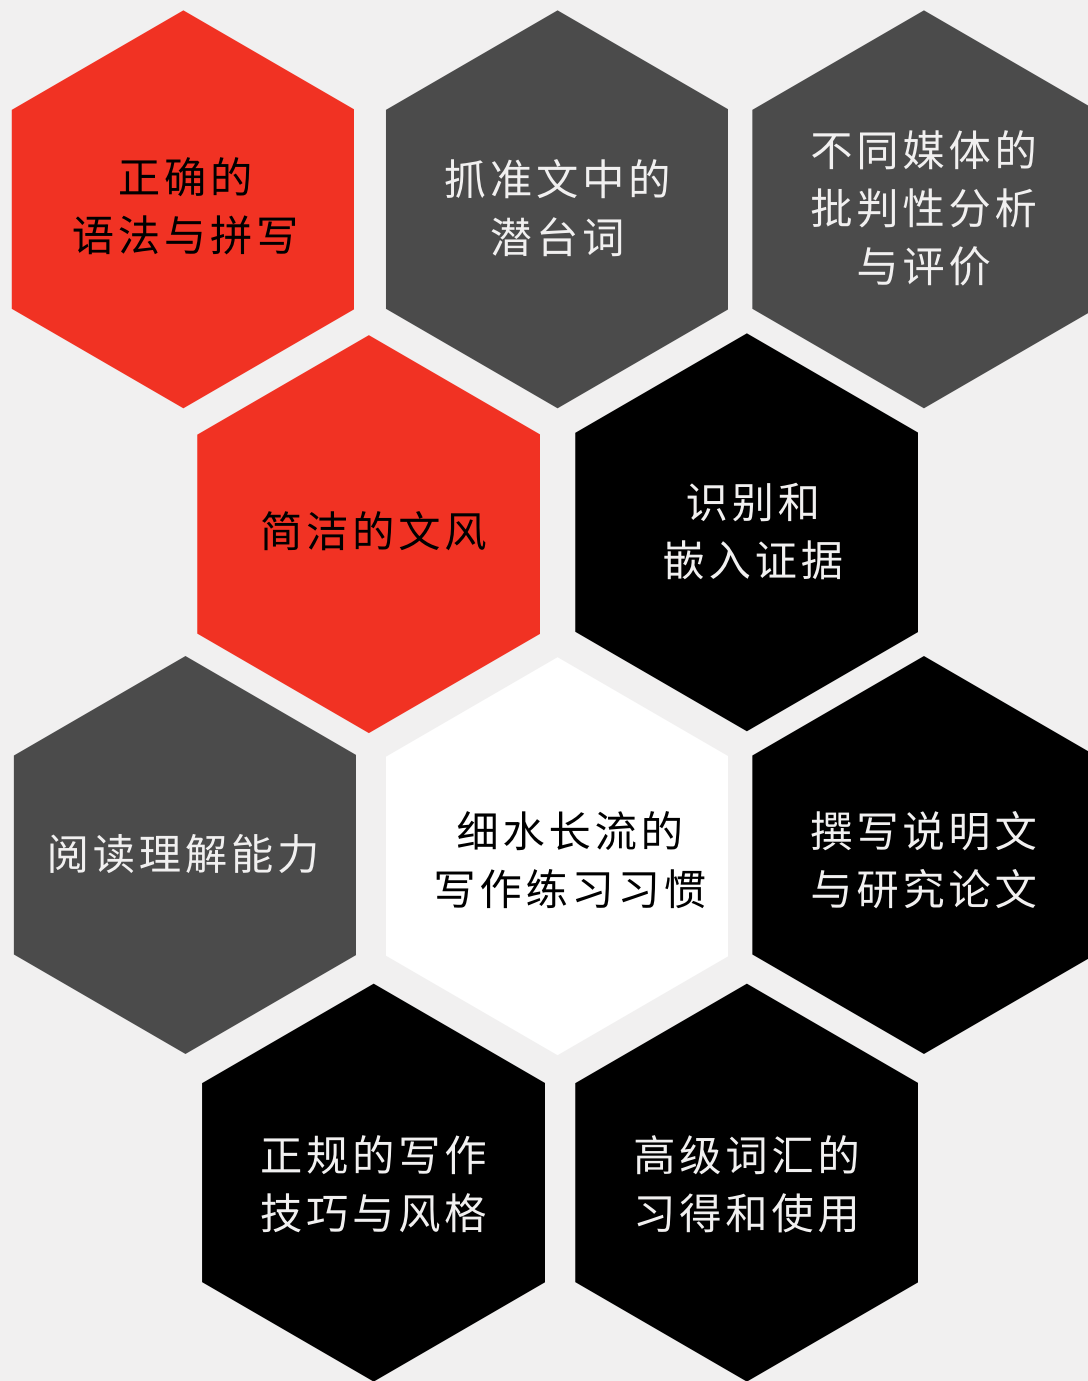 正确的
语法与拼写
抓准文中的
潜台词
不同媒体的
批判性分析
与评价
简洁的文风
识别和
嵌入证据
阅读理解能力
细水长流的
写作练习习惯
撰写说明文
与研究论文
正规的写作
技巧与风格
高级词汇的
习得和使用